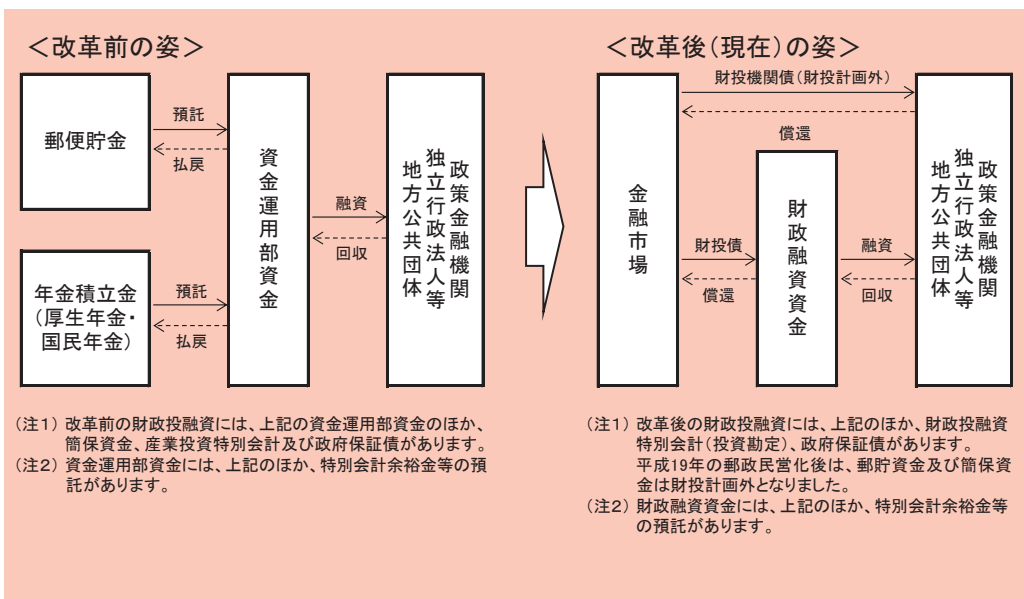 ＜改革前の姿＞
郵便貯金
預託
払戻
年金積立金
（厚生年金・
国民年金）
預託
払戻
資金運用部資金
融資
回収
政策金融機関
独立行政法人等
地方公共団体
（注１） 改革前の財政投融資には、上記の資金運用部資金のほか、
簡保資金、産業投資特別会計及び政府保証債があります。
（注２） 資金運用部資金には、上記のほか、特別会計余裕金等の預
託があります。
＜改革後（現在）の姿＞
金融市場
財投機関債（財投計画外）
償還
財投債
償還
財政融資資金
融資
回収
政策金融機関
独立行政法人等
地方公共団体
（注１） 改革後の財政投融資には、上記のほか、財政投融資
特別会計（投資勘定）、政府保証債があります。
平成19年の郵政民営化後は、郵貯資金及び簡保資
金は財投計画外となりました。
（注２） 財政融資資金には、上記のほか、特別会計余裕金等
の預託があります。